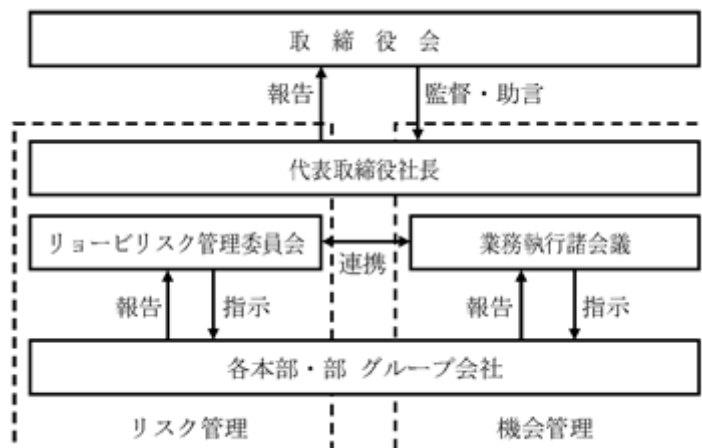 取締役会
報告
監督・助言
代表取締役社長
リョービリスク管理委員会
連携
業務執行諸会議
報告
指示
報告
指示
各本部・部 グループ会社
リスク管理
機会管理